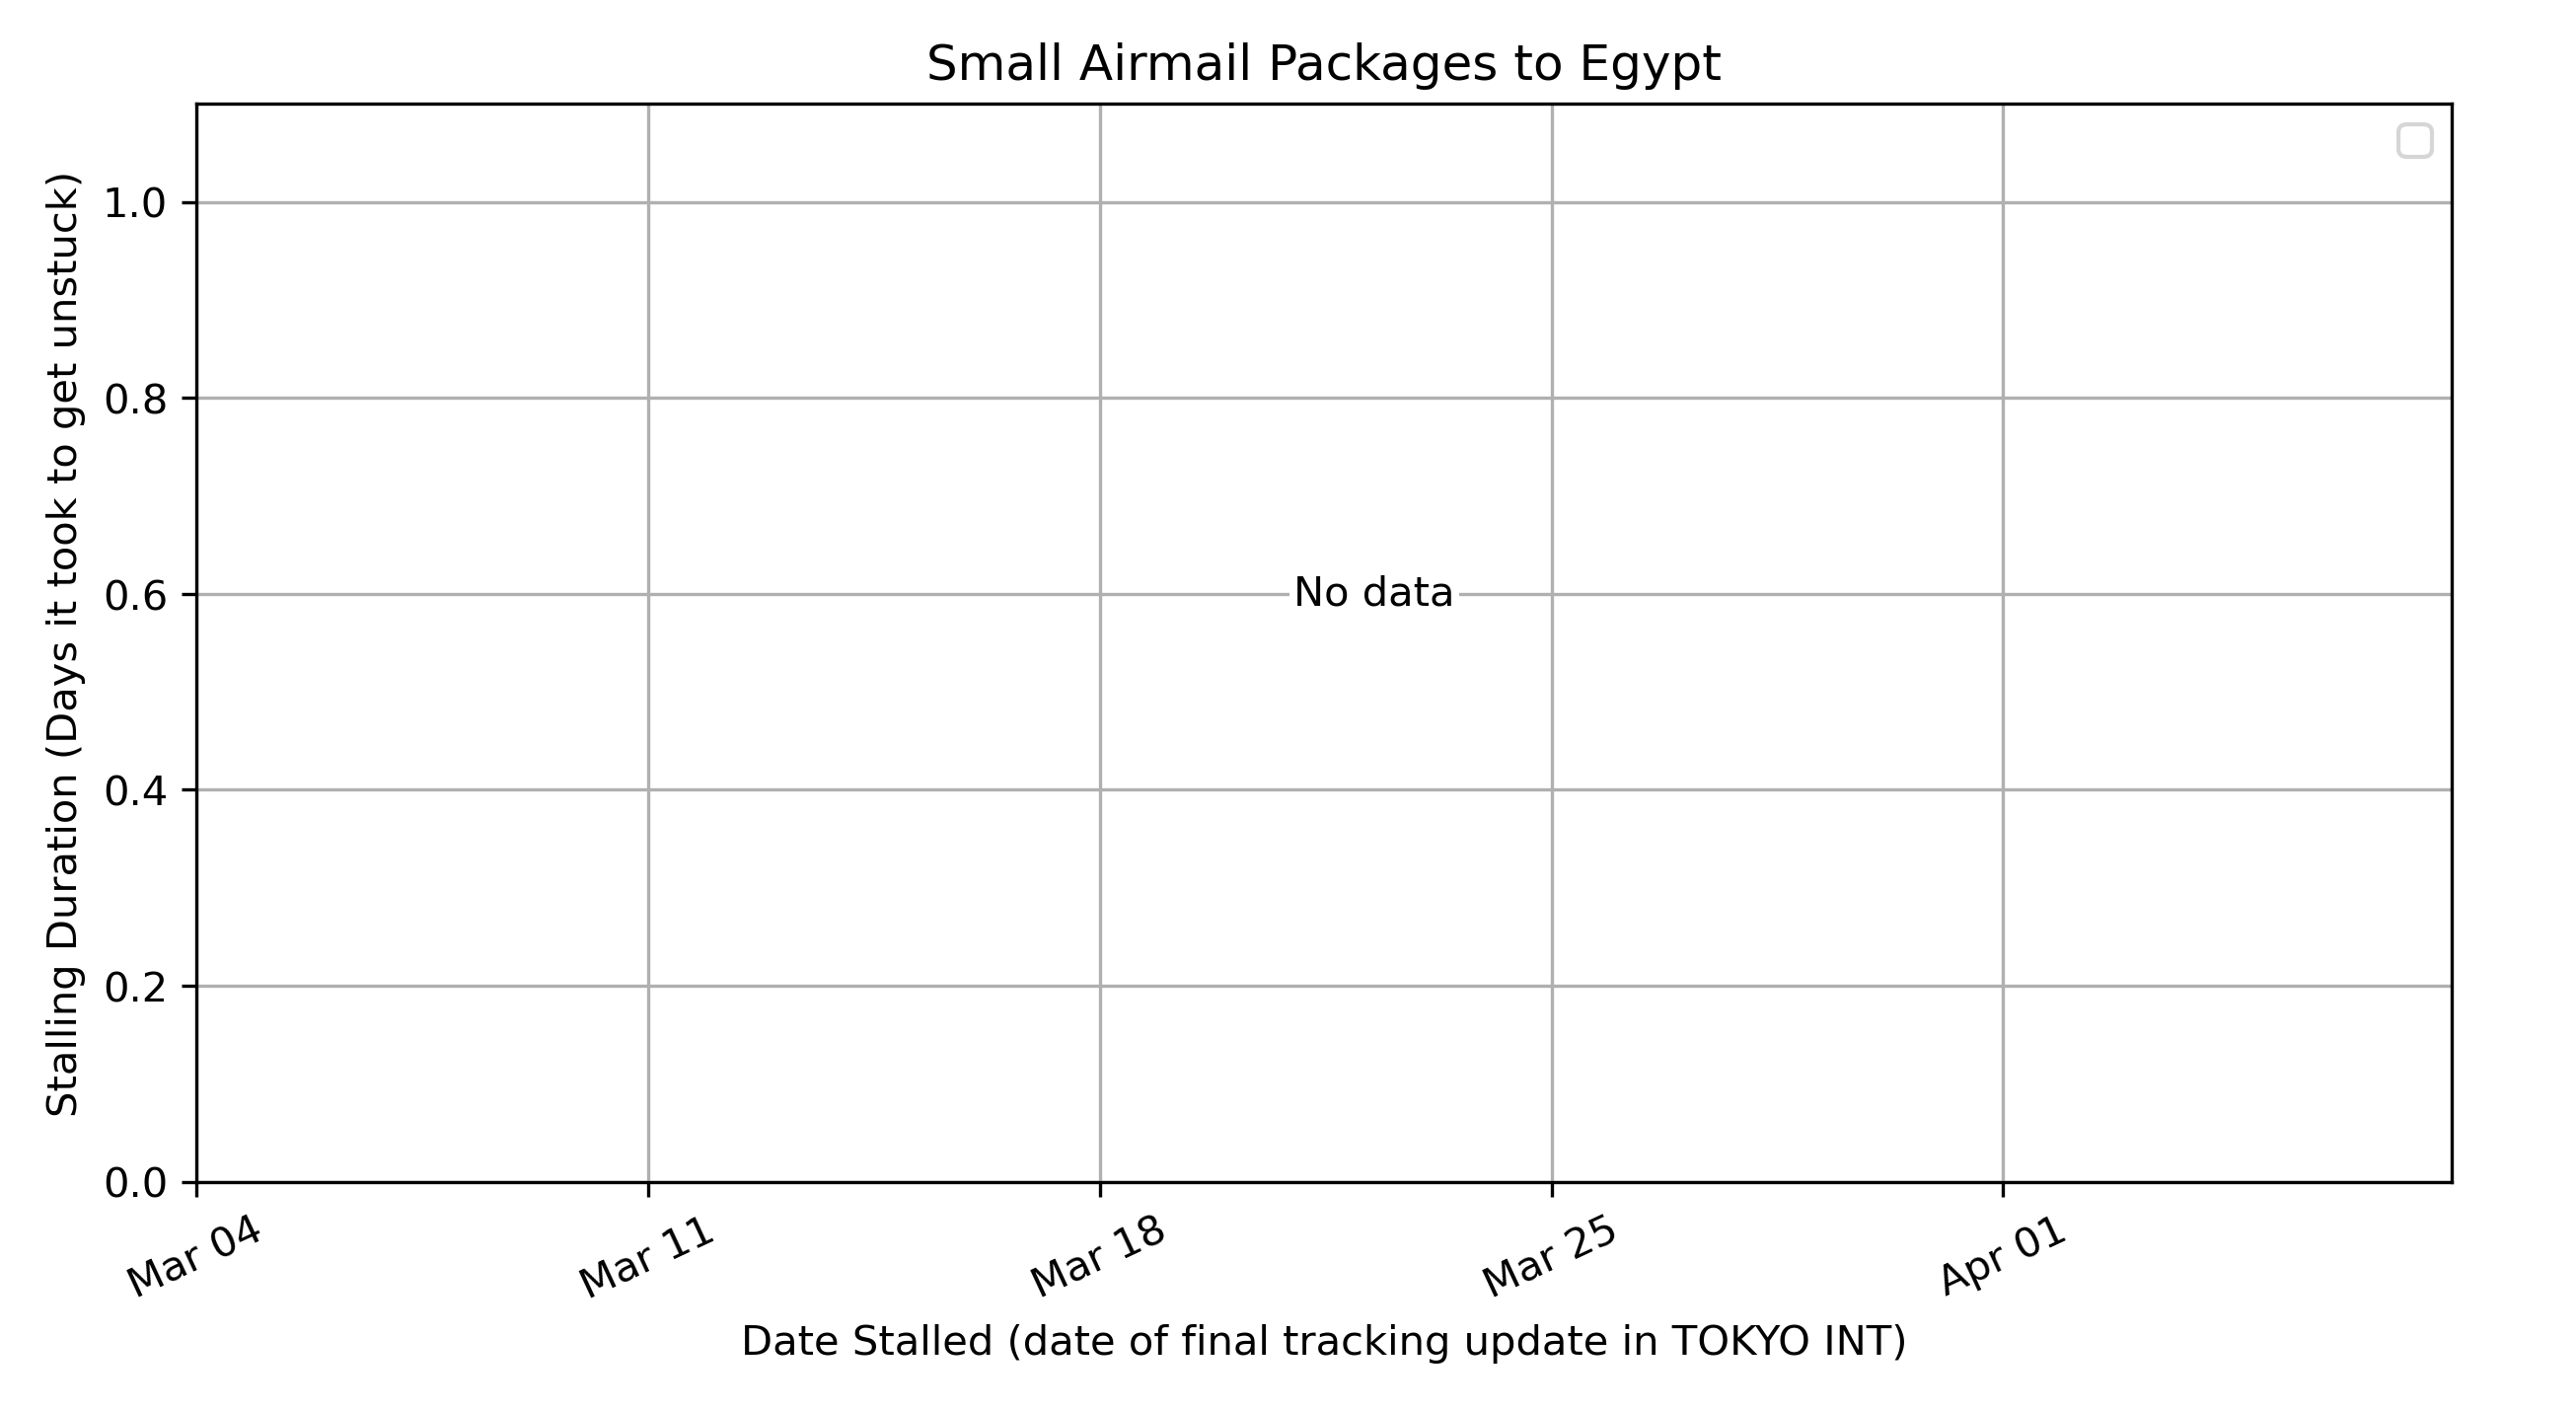 Small Airmail Packages to Egypt
Stalling Duration (Days it took to get unstuck)
1.0
0.8
0.6
0.4
0.2
0.0
No data
Mar 04
Mar 11
Mar 18
Mar 25
Apr 01
Date Stalled (date of final tracking update in TOKYO INT)